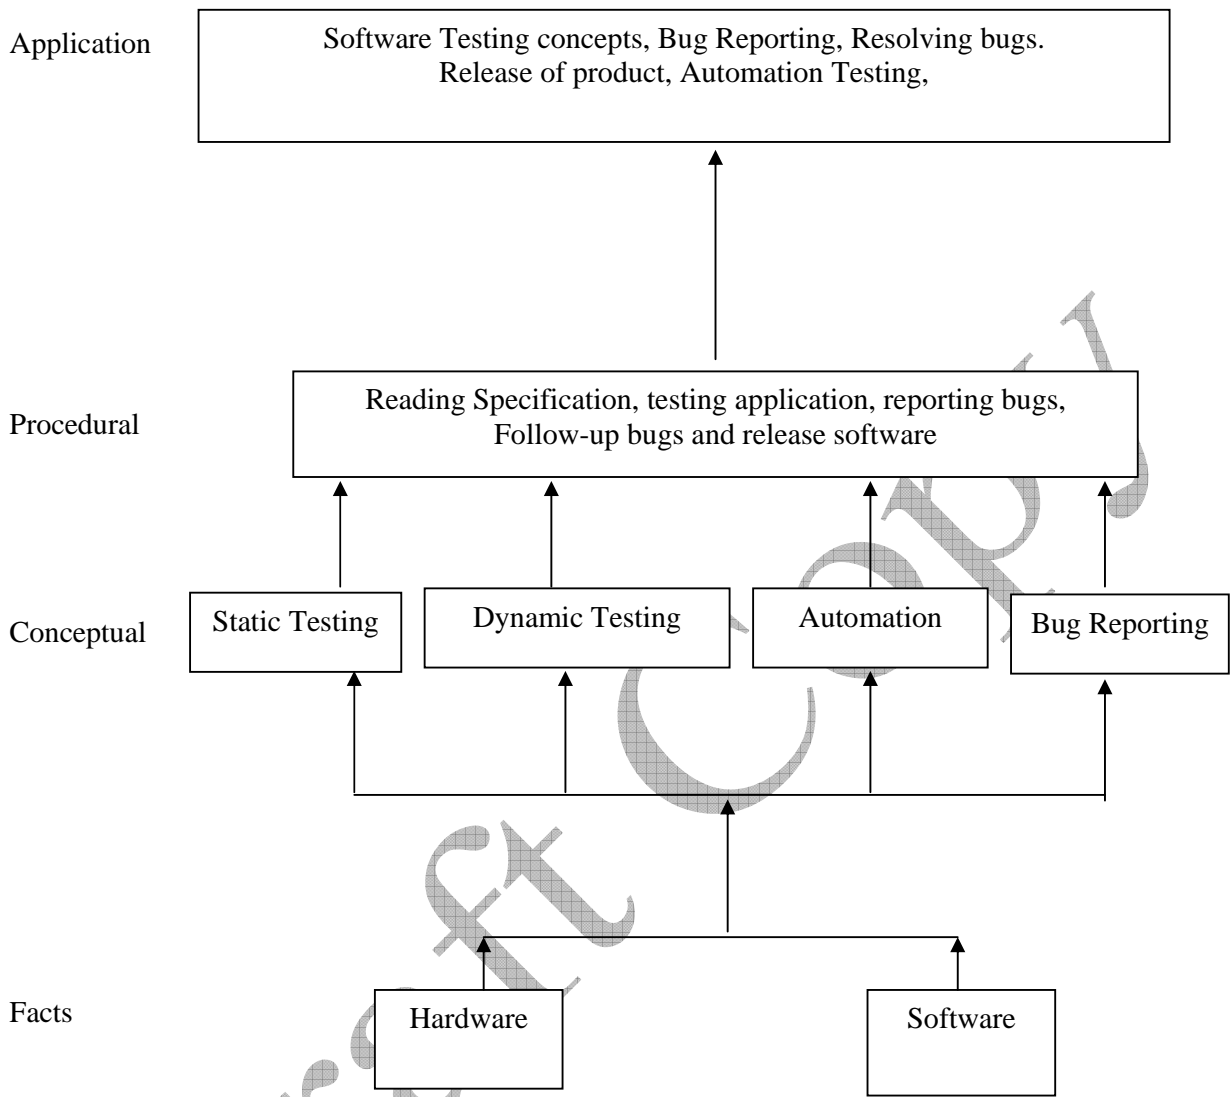 Application
Software Testing concepts, Bug Reporting, Resolving bugs.
Release of product, Automation Testing,
Procedural
Reading Specification, testing application, reporting bugs,
Follow-up bugs and release software
Conceptual
Static Testing
Dynamic Testing
Automation
Bug Reporting
Facts
Hardware
Software
Copy